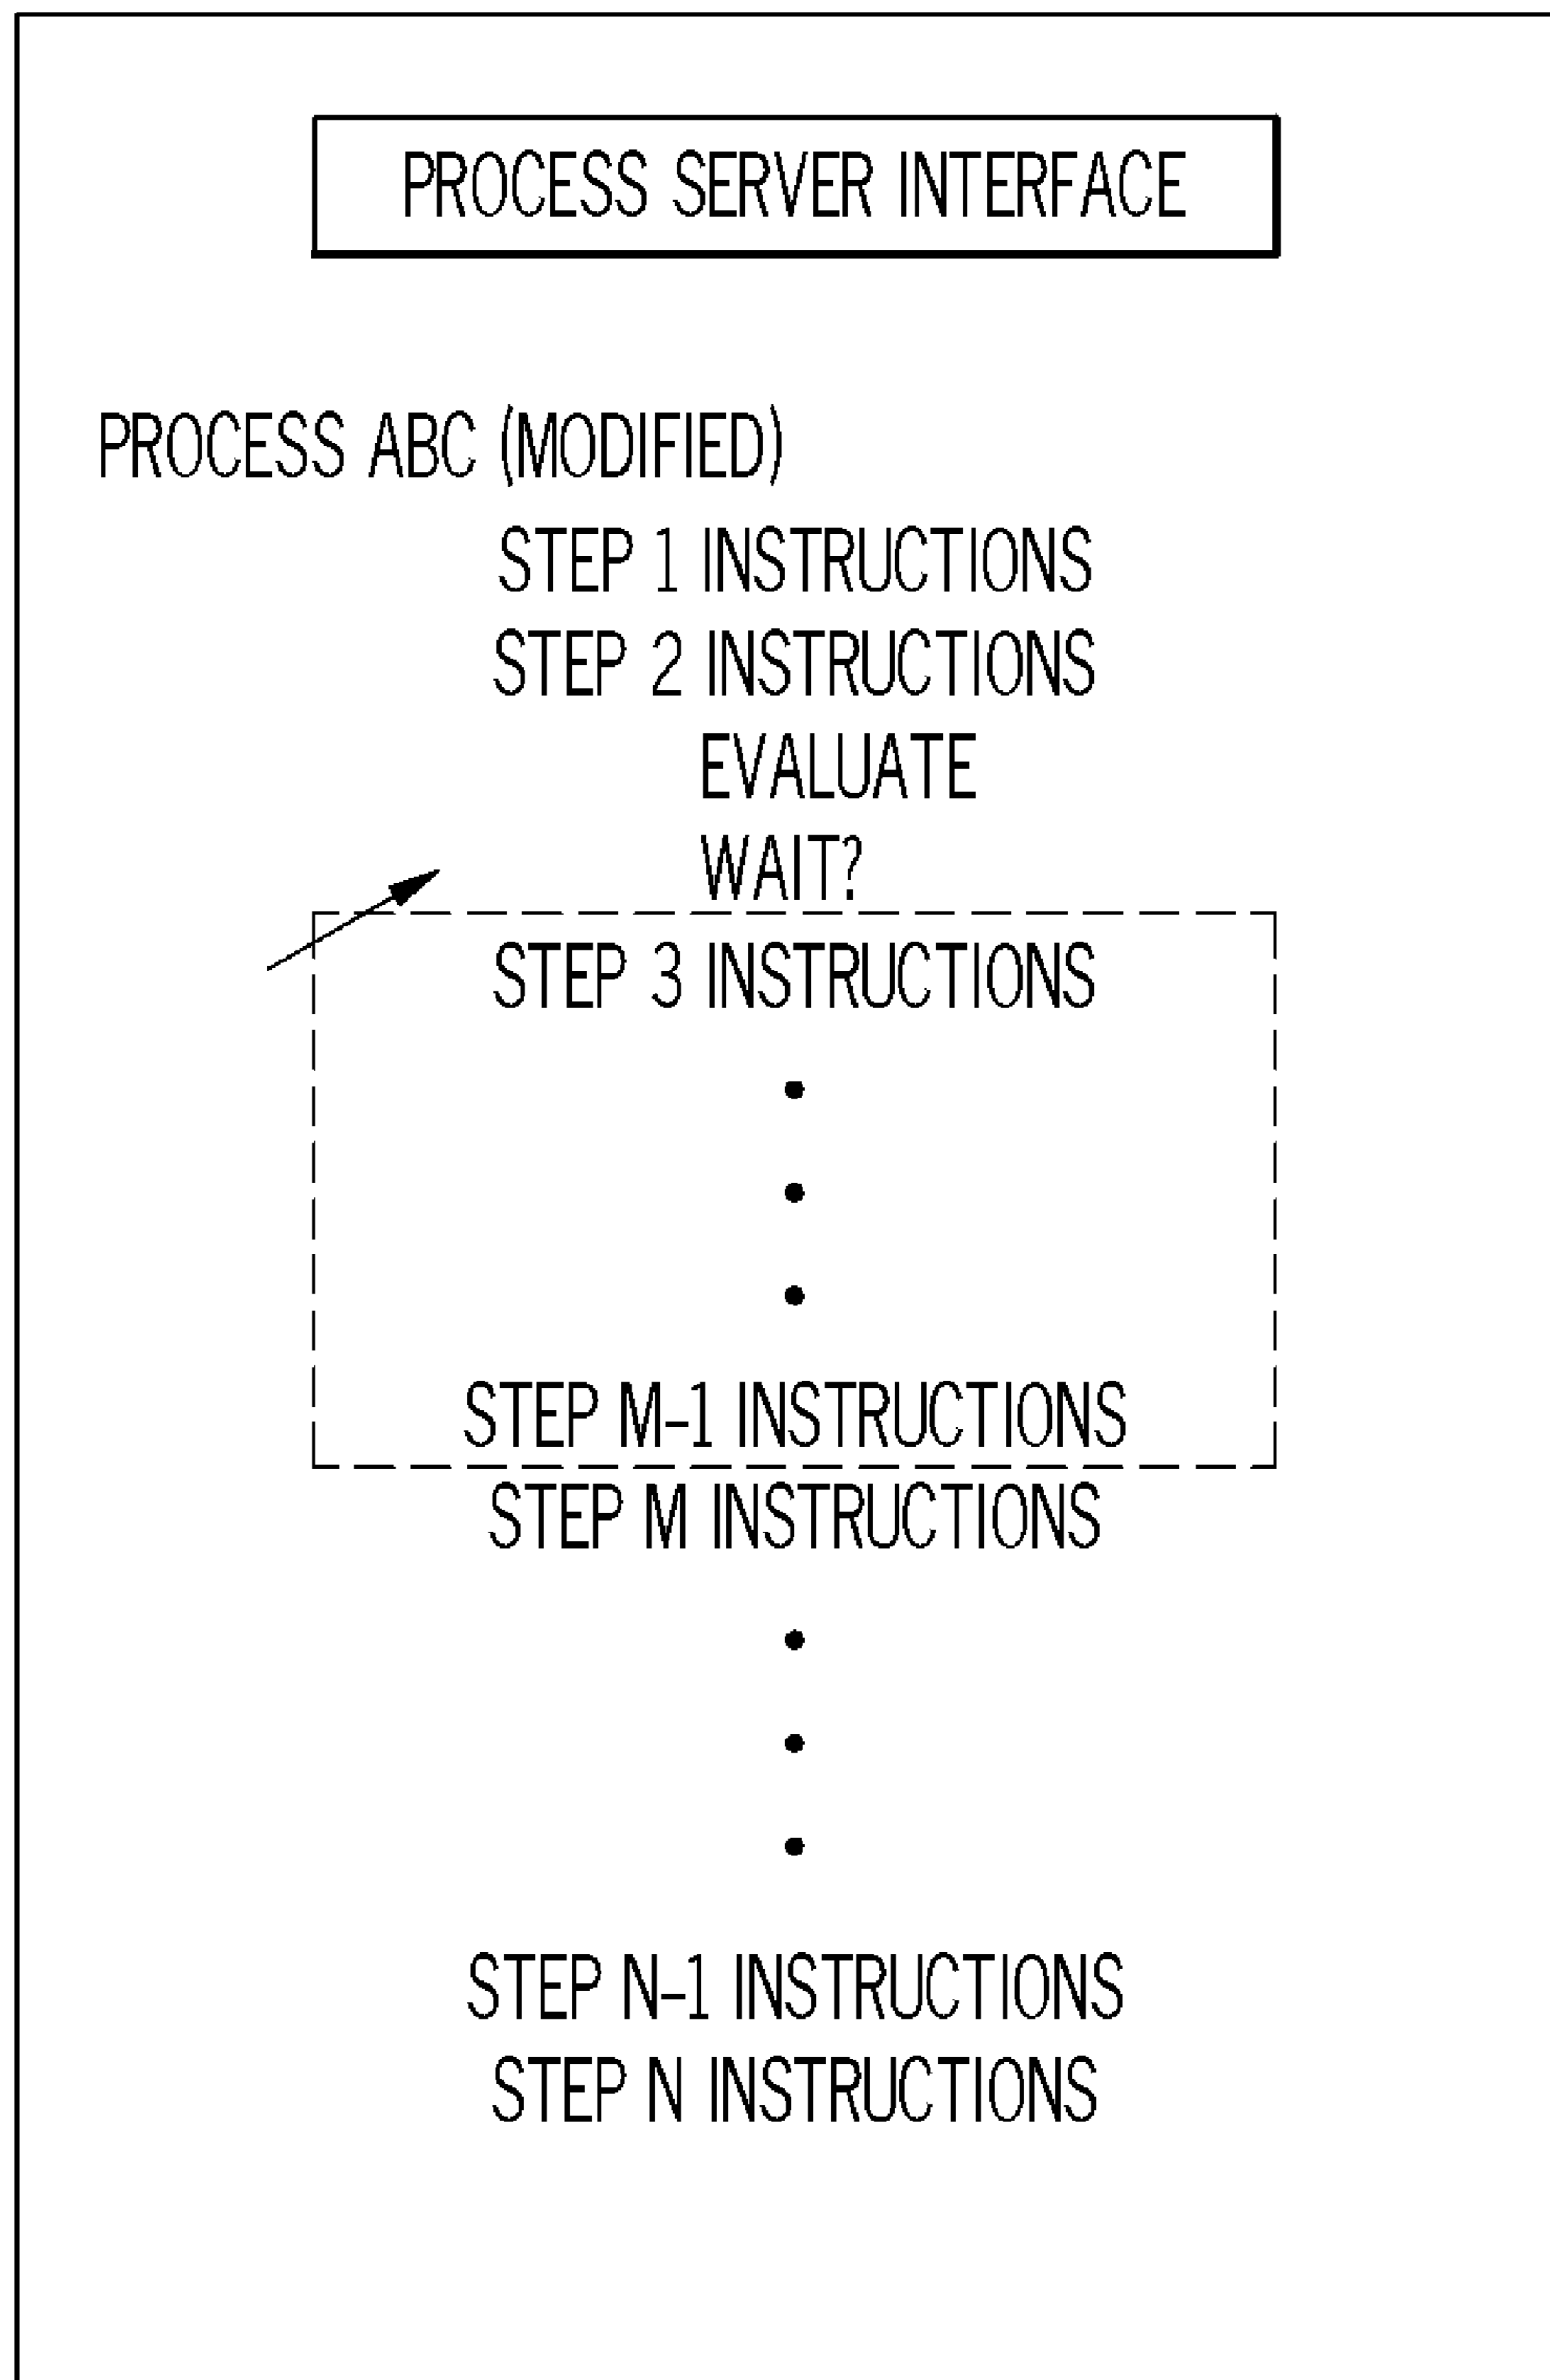 PROCESS SERVER INTERFACE
PROCESS ABC (MODIFIED)
STEP 1 INSTRUCTIONS
STEP 2 INSTRUCTIONS
EVALUATE
WAIT?
STEP 3 INSTRUCTIONS
STEP M-1 INSTRUCTIONS
STEP M INSTRUCTIONS
STEP N-1 INSTRUCTIONS
STEP N INSTRUCTIONS